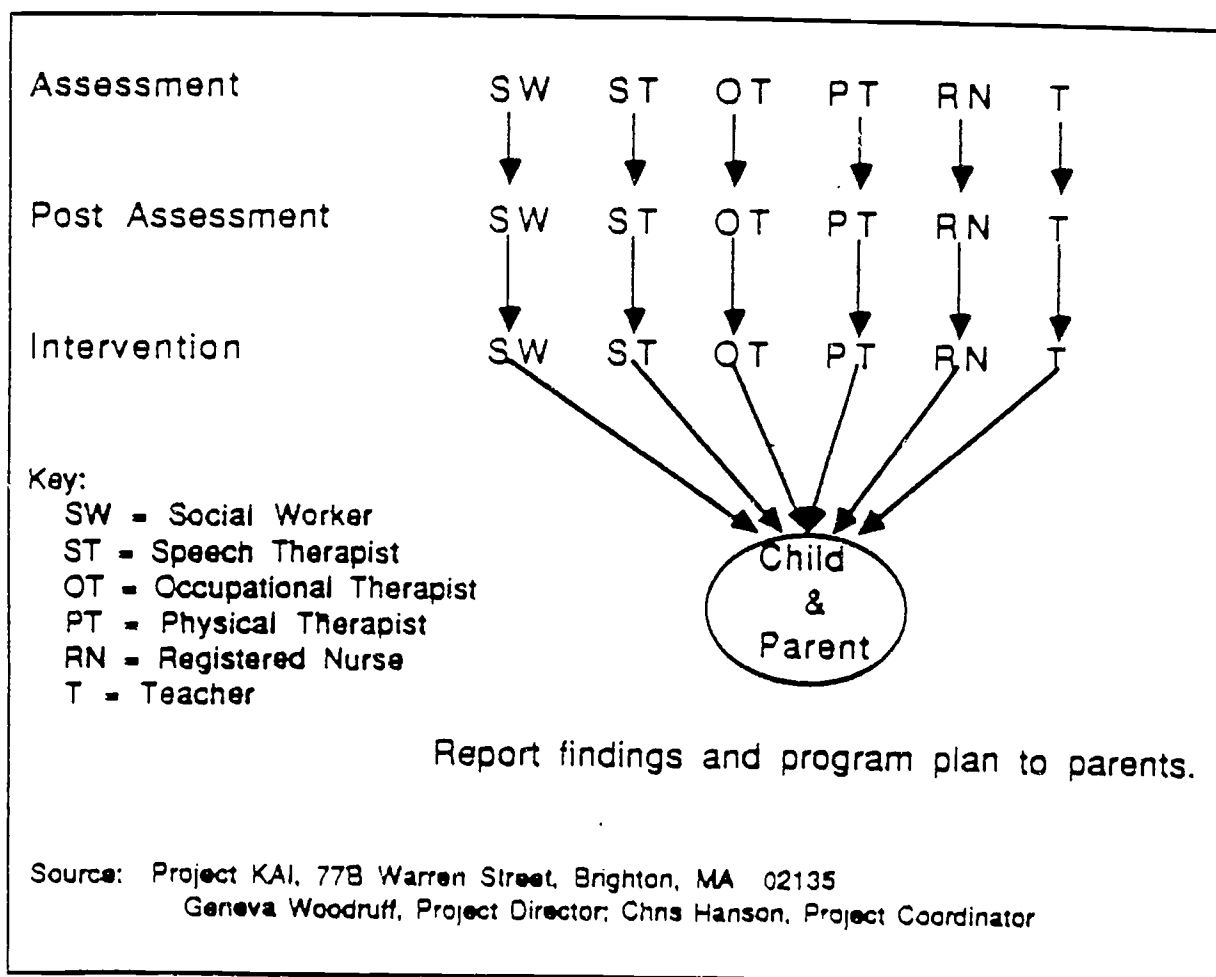 Assessment SW ST OT PT RN T
Post Assessment SW ST OT PT RN T
Intervention SW ST OT PT RN T
Key:
SW = Social Worker
ST = Speech Therapist
OT = Occupational Therapist
PT = Physical Therapist
RN = Registered Nurse
T = Teacher
Child
&
Parent
Report findings and program plan to parents.
Source: Project KAI, 77B Warren Street, Brighton, MA 02135
Geneva Woodruff, Project Director; Chris Hanson, Project Coordinator